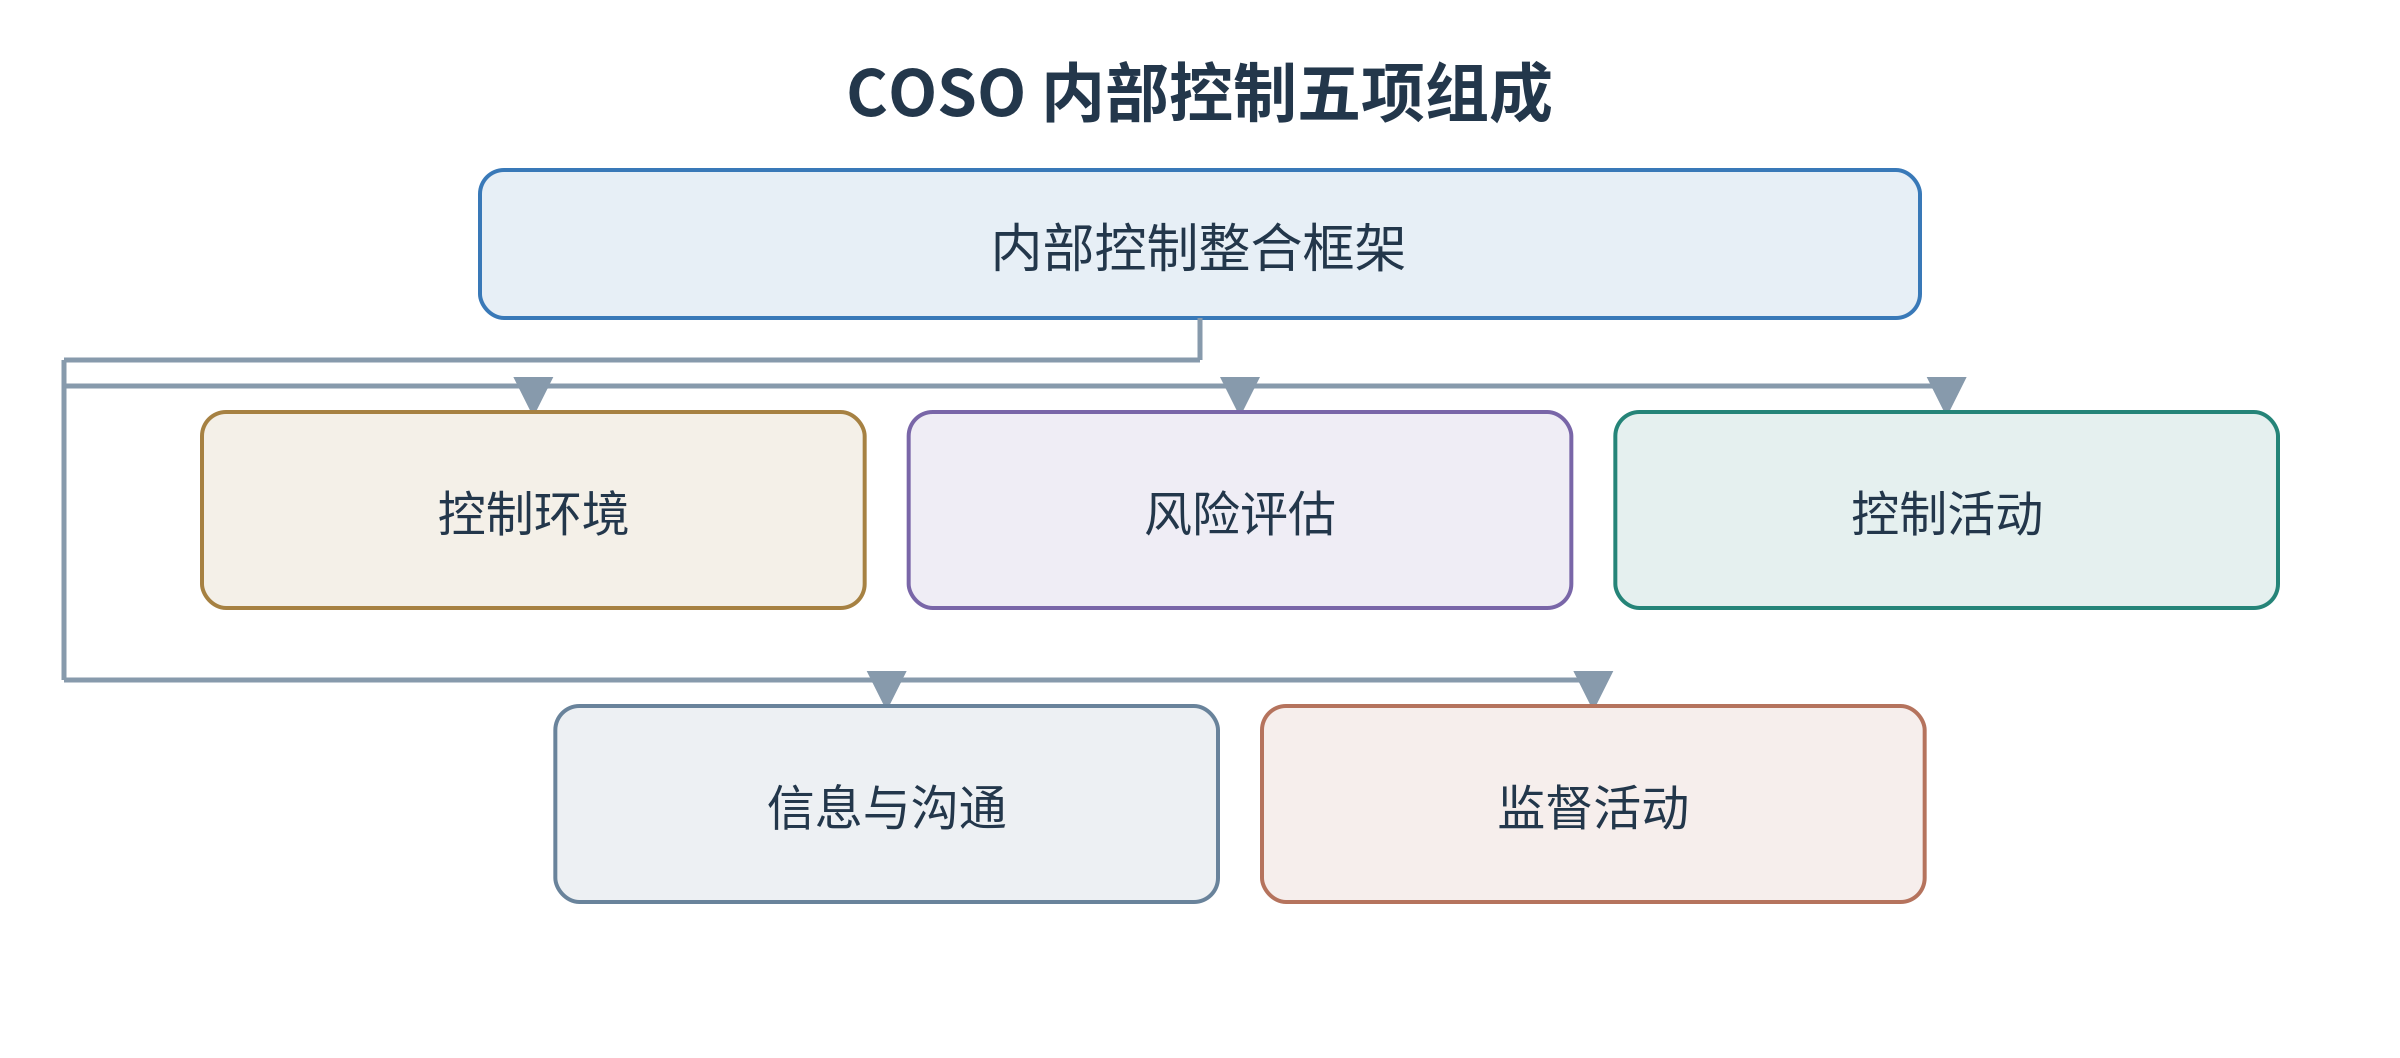 COSO 内部控制五项组成
内部控制整合框架
控制环境
风险评估
控制活动
信息与沟通
监督活动